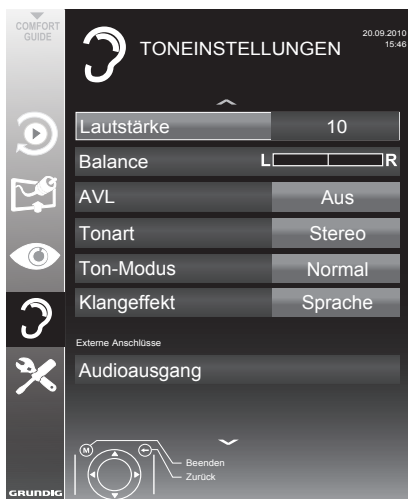 COMFORT
GUIDE
TONEINSTELLUNGEN
20.09.2010
15:46
Lautstärke 10
Balance L R
AVL Aus
Tonart Stereo
Ton-Modus Normal
Klangeffekt Sprache
Externe Anschlüsse
Audioausgang
M
Beenden
Zurück
GRUNDIG